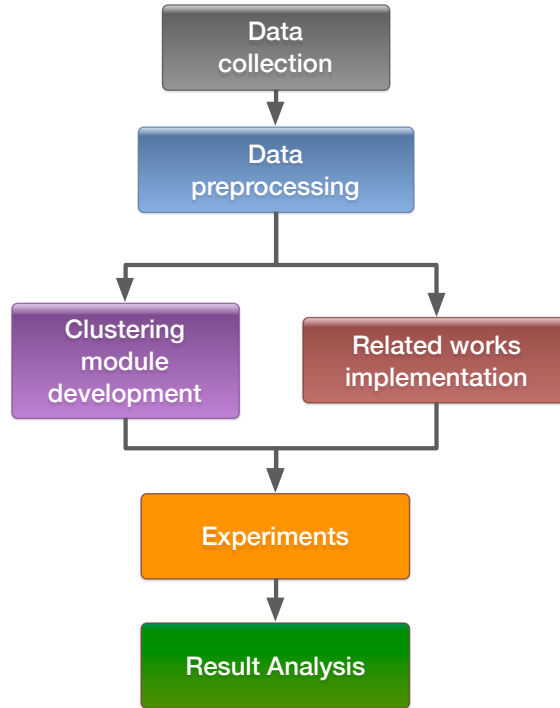 Data
collection
Data
preprocessing
Clustering
module
development
Related works
implementation
Experiments
Result Analysis